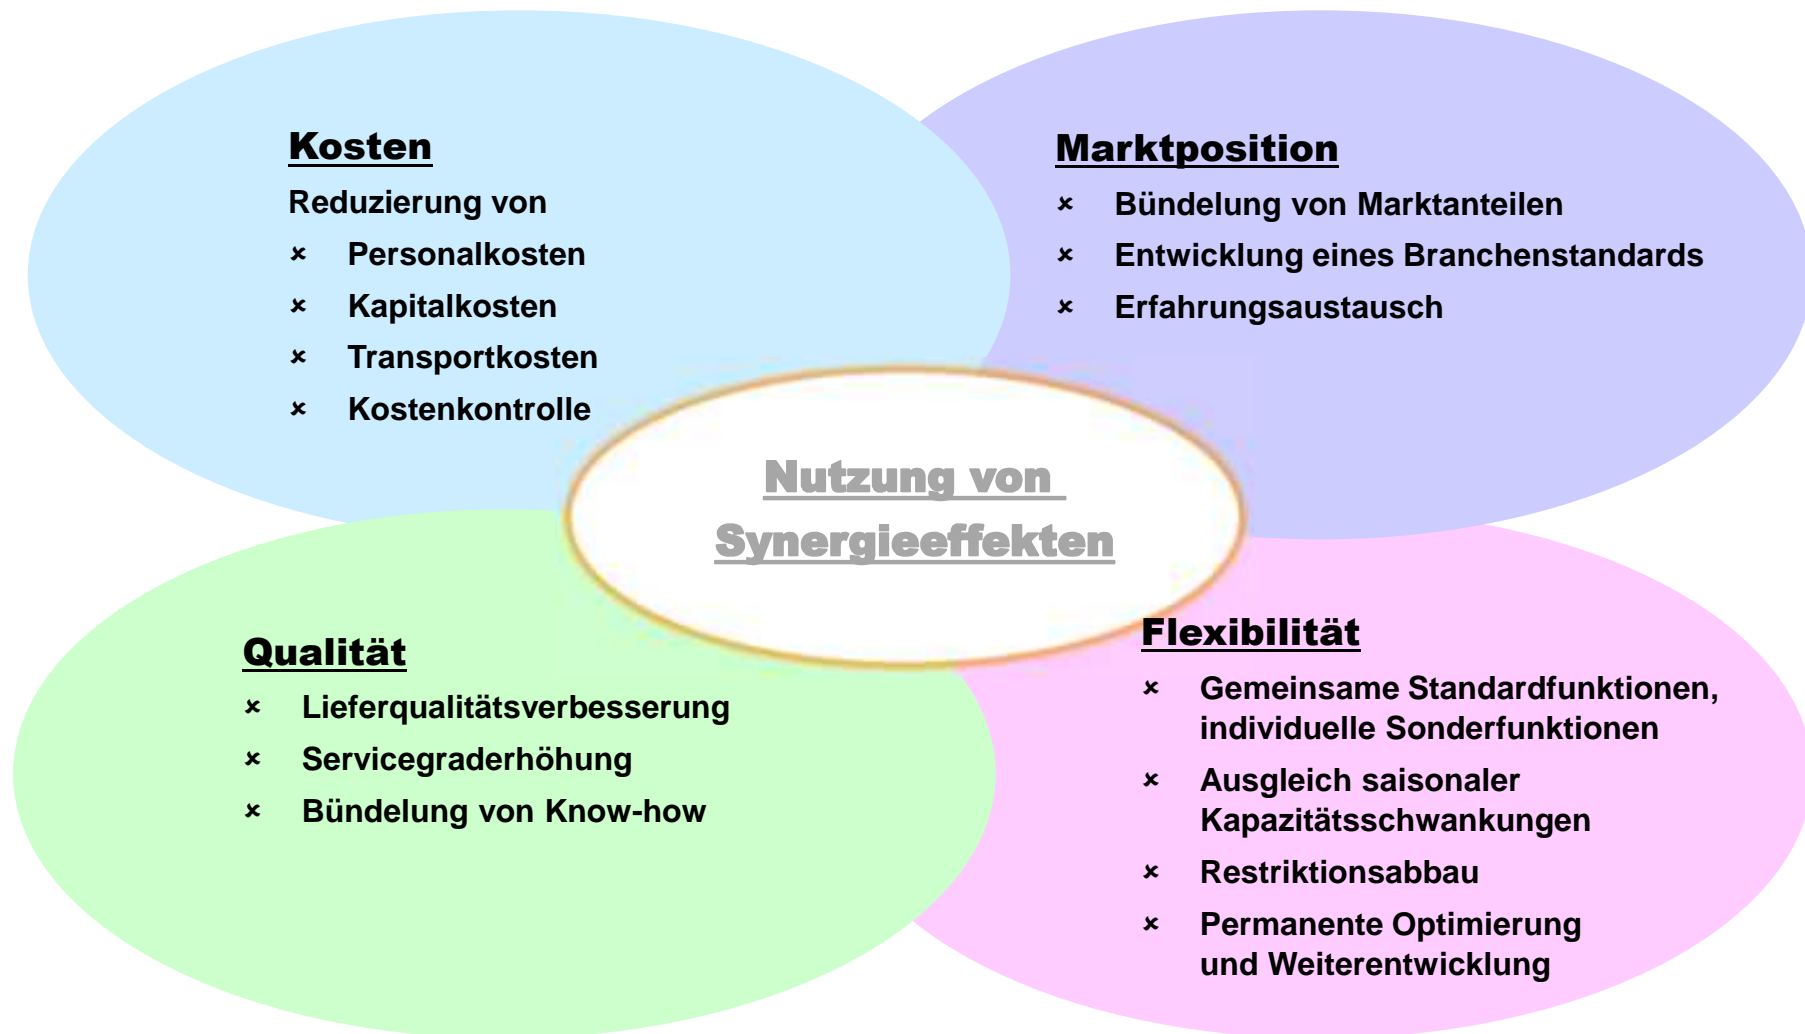 Kosten
Reduzierung von
× Personalkosten
× Kapitalkosten
× Transportkosten
× Kostenkontrolle
Marktposition
× Bündelung von Marktanteilen
× Entwicklung eines Branchenstandards
× Erfahrungsaustausch
Nutzung von
Synergieeffekten
Qualität
× Lieferqualitätsverbesserung
× Servicegraderhöhung
× Bündelung von Know-how
Flexibilität
× Gemeinsame Standardfunktionen,
individuelle Sonderfunktionen
× Ausgleich saisonaler
Kapazitätsschwankungen
× Restriktionsabbau
× Permanente Optimierung
und Weiterentwicklung